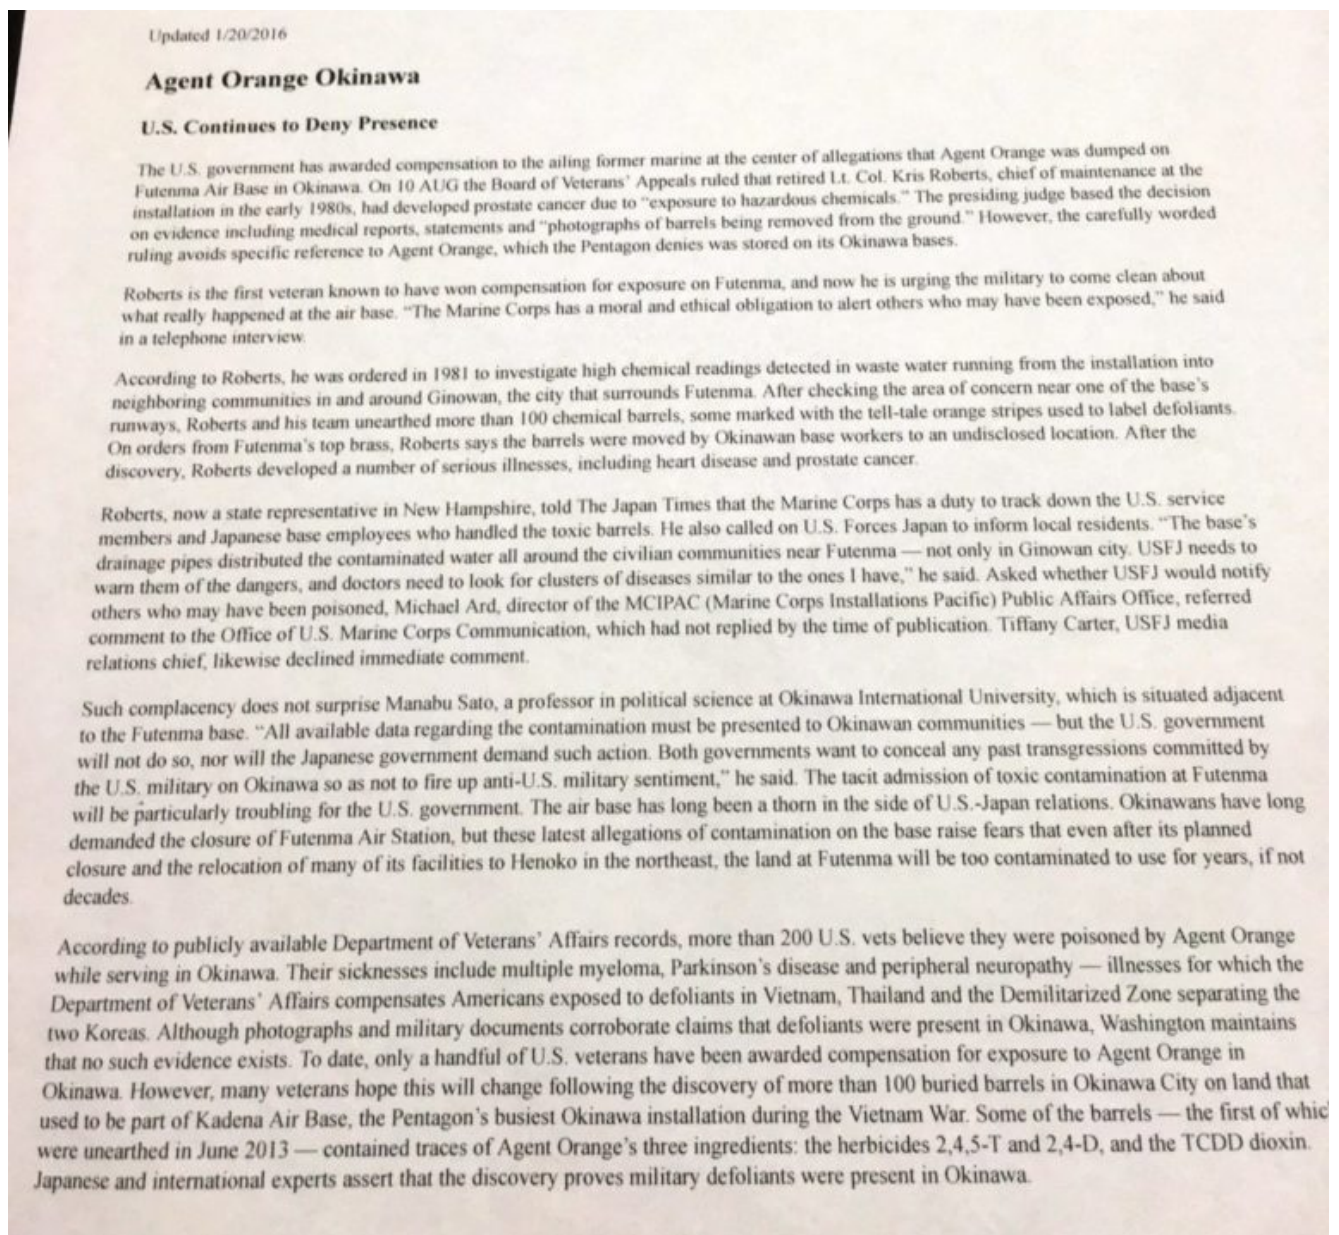 Updated 1/20/2016
Agent Orange Okinawa
U.S. Continues to Deny Presence
The U.S. government has awarded compensation to the ailing former marine at the center of allegations that Agent Orange was dumped on
Futenma Air Base in Okinawa. On 10 AUG the Board of Veterans' Appeals ruled that retired Lt. Col. Kris Roberts, chief of maintenance at the
installation in the early 1980s, had developed prostate cancer due to "exposure to hazardous chemicals." The presiding judge based the decision
on evidence including medical reports, statements and "photographs of barrels being removed from the ground." However, the carefully worded
ruling avoids specific reference to Agent Orange, which the Pentagon denies was stored on its Okinawa bases.
Roberts is the first veteran known to have won compensation for exposure on Futenma, and now he is urging the military to come clean about
what really happened at the air base. "The Marine Corps has a moral and ethical obligation to alert others who may have been exposed," he said
in a telephone interview.
According to Roberts, he was ordered in 1981 to investigate high chemical readings detected in waste water running from the installation into
neighboring communities in and around Ginowan, the city that surrounds Futenma. After checking the area of concern near one of the base's
runways, Roberts and his team unearthed more than 100 chemical barrels, some marked with the tell-tale orange stripes used to label defoliants.
On orders from Futenma's top brass, Roberts says the barrels were moved by Okinawan base workers to an undisclosed location. After the
discovery, Roberts developed a number of serious illnesses, including heart disease and prostate cancer.
Roberts, now a state representative in New Hampshire, told The Japan Times that the Marine Corps has a duty to track down the U.S. service
members and Japanese base employees who handled the toxic barrels. He also called on U.S. Forces Japan to inform local residents. "The base's
drainage pipes distributed the contaminated water all around the civilian communities near Futenma — not only in Ginowan city. USFJ needs to
warn them of the dangers, and doctors need to look for clusters of diseases similar to the ones I have," he said. Asked whether USFJ would notify
others who may have been poisoned, Michael Ard, director of the MCIPAC (Marine Corps Installations Pacific) Public Affairs Office, referred
comment to the Office of U.S. Marine Corps Communication, which had not replied by the time of publication. Tiffany Carter, USFJ media
relations chief, likewise declined immediate comment.
Such complacency does not surprise Manabu Sato, a professor in political science at Okinawa International University, which is situated adjacent
to the Futenma base. "All available data regarding the contamination must be presented to Okinawan communities — but the U.S. government
will not do so, nor will the Japanese government demand such action. Both governments want to conceal any past transgressions committed by
the U.S. military on Okinawa so as not to fire up anti-U.S. military sentiment," he said. The tacit admission of toxic contamination at Futenma
will be particularly troubling for the U.S. government. The air base has long been a thorn in the side of U.S.-Japan relations. Okinawans have long
demanded the closure of Futenma Air Station, but these latest allegations of contamination on the base raise fears that even after its planned
closure and the relocation of many of its facilities to Henoko in the northeast, the land at Futenma will be too contaminated to use for years, if not
decades.
According to publicly available Department of Veterans' Affairs records, more than 200 U.S. vets believe they were poisoned by Agent Orange
while serving in Okinawa. Their sicknesses include multiple myeloma, Parkinson's disease and peripheral neuropathy — illnesses for which the
Department of Veterans' Affairs compensates Americans exposed to defoliants in Vietnam, Thailand and the Demilitarized Zone separating the
two Koreas. Although photographs and military documents corroborate claims that defoliants were present in Okinawa, Washington maintains
that no such evidence exists. To date, only a handful of U.S. veterans have been awarded compensation for exposure to Agent Orange in
Okinawa. However, many veterans hope this will change following the discovery of more than 100 buried barrels in Okinawa City on land that
used to be part of Kadena Air Base, the Pentagon's busiest Okinawa installation during the Vietnam War. Some of the barrels — the first of whic
were unearthed in June 2013 — contained traces of Agent Orange's three ingredients: the herbicides 2,4,5-T and 2,4-D, and the TCDD dioxin.
Japanese and international experts assert that the discovery proves military defoliants were present in Okinawa.